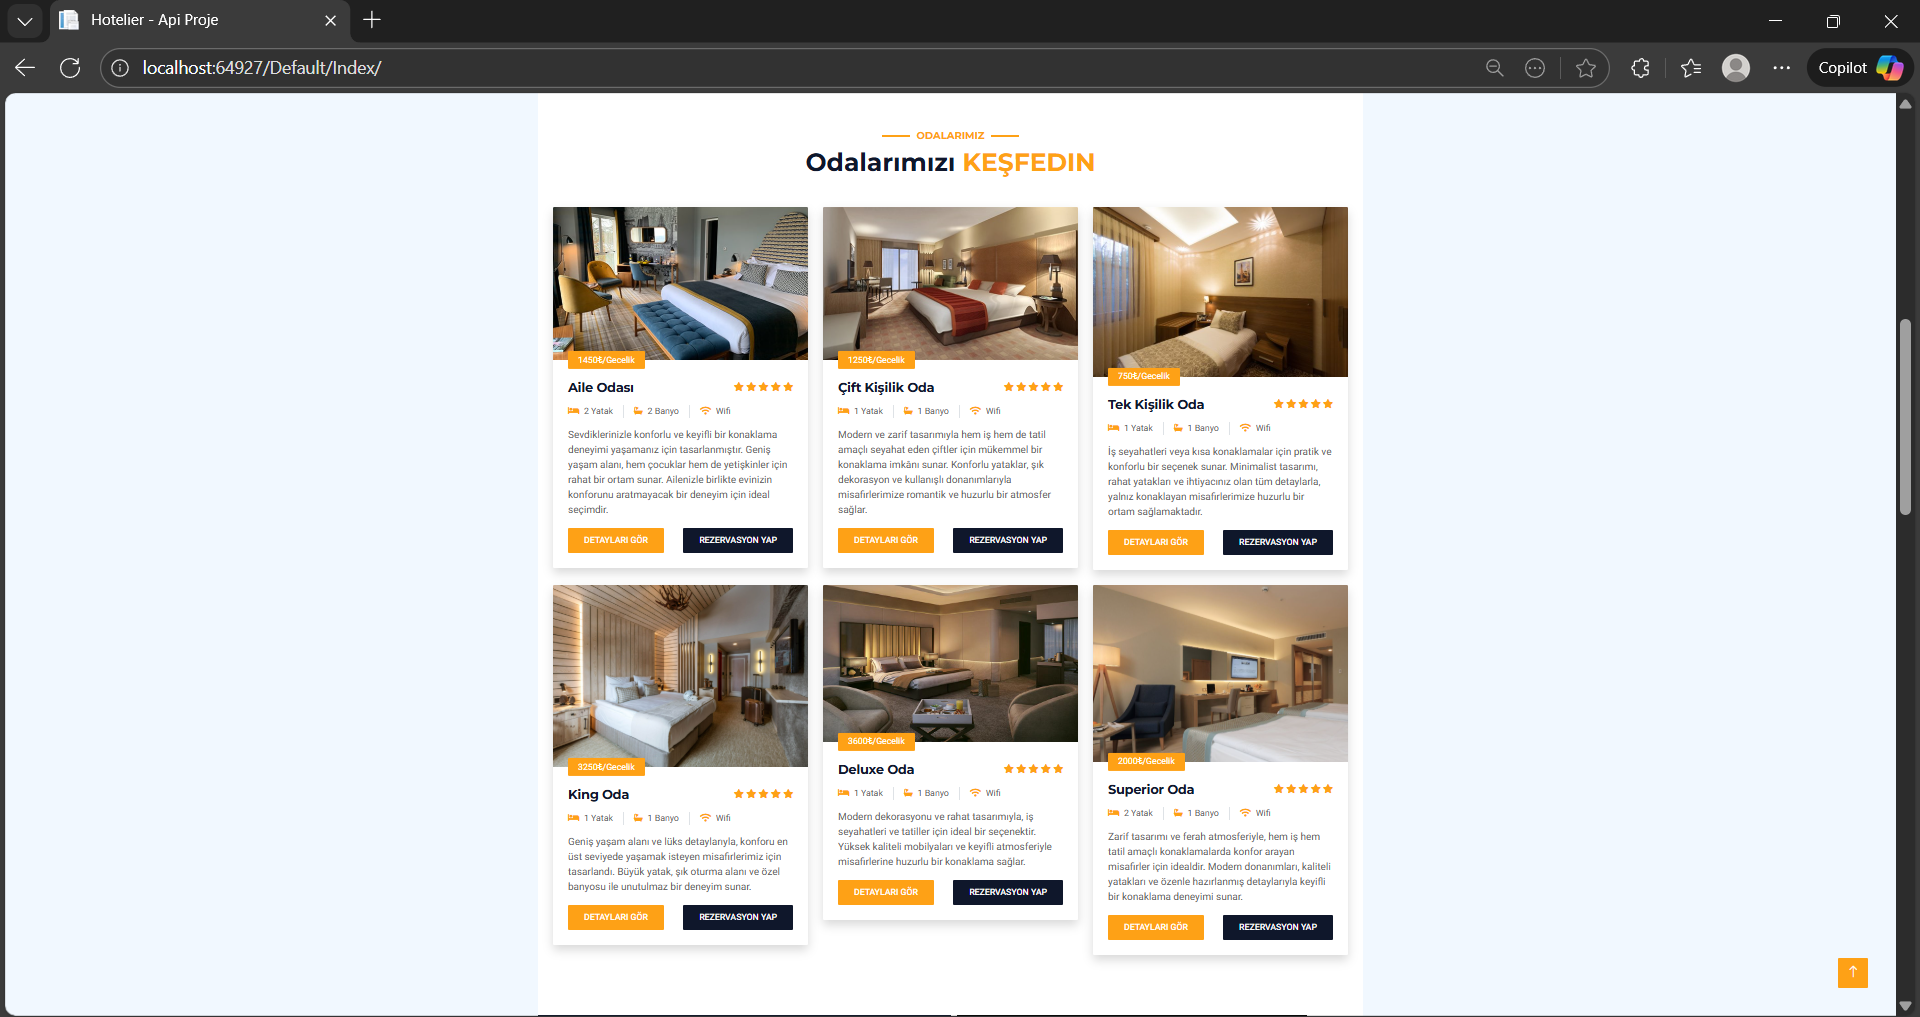 Hotelier - Api Proje
localhost:64927/Default/Index/
Copilot
ODALARIMIZ
Odalarımızı KEŞFEDIN
1450₺/Gecelik
Aile Odası
2 Yatak
2 Banyo
Wifi
Sevdiklerinizle konforlu ve keyifli bir konaklama
deneyimi yaşamanız için tasarlanmıştır. Geniş
yaşam alanı, hem çocuklar hem de yetişkinler için
rahat bir ortam sunar. Ailenizle birlikte evinizin
konforunu aratmayacak bir deneyim için ideal
seçimdir.
DETAYLARI GÖR
REZERVASYON YAP
1250₺/Gecelik
Çift Kişilik Oda
1 Yatak
1 Banyo
Wifi
Modern ve zarif tasarımıyla hem iş hem de tatil
amaçlı seyahat eden çiftler için mükemmel bir
konaklama imkânı sunar. Konforlu yataklar, şık
dekorasyon ve kullanışlı donanımlarıyla
misafirlerimize romantik ve huzurlu bir atmosfer
sağlar.
DETAYLARI GÖR
REZERVASYON YAP
750₺/Gecelik
Tek Kişilik Oda
1 Yatak
1 Banyo
Wifi
İş seyahatleri veya kısa konaklamalar için pratik ve
konforlu bir seçenek sunar. Minimalist tasarımı,
rahat yatakları ve ihtiyacınız olan tüm detaylarla,
yalnız konaklayan misafirlerimize huzurlu bir
ortam sağlamaktadır.
DETAYLARI GÖR
REZERVASYON YAP
3250₺/Gecelik
King Oda
1 Yatak
1 Banyo
Wifi
Geniş yaşam alanı ve lüks detaylarıyla, konforu en
üst seviyede yaşamak isteyen misafirlerimiz için
tasarlandı. Büyük yatak, şık oturma alanı ve özel
banyosu ile unutulmaz bir deneyim sunar.
DETAYLARI GÖR
REZERVASYON YAP
3600₺/Gecelik
Deluxe Oda
1 Yatak
1 Banyo
Wifi
Modern dekorasyonu ve rahat tasarımıyla, iş
seyahatleri ve tatiller için ideal bir seçenektir.
Yüksek kaliteli mobilyaları ve keyifli atmosferiyle
misafirlerine huzurlu bir konaklama sağlar.
DETAYLARI GÖR
REZERVASYON YAP
2000₺/Gecelik
Superior Oda
2 Yatak
1 Banyo
Wifi
Zarif tasarımı ve ferah atmosferiyle, hem iş hem
tatil amaçlı konaklamalarda konfor arayan
misafirler için idealdir. Modern donanımları, kaliteli
yatakları ve özenle hazırlanmış detaylarıyla keyifli
bir konaklama deneyimi sunar.
DETAYLARI GÖR
REZERVASYON YAP